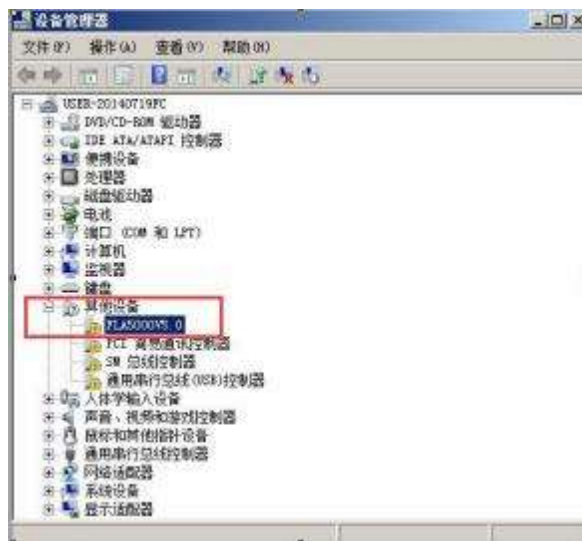 设备管理器
文件(F) 操作(A) 查看(V) 帮助(H)
USER-20140719PC
DVD/CD-ROM 驱动器
IDE ATA/ATAPI 控制器
便携设备
处理器
磁盘驱动器
电池
端口 (COM 和 LPT)
计算机
监视器
键盘
其他设备
FLA5000V5.0
PCI 简易通讯控制器
SM 总线控制器
通用串行总线(USB)控制器
人体学输入设备
声音、视频和游戏控制器
鼠标和其他指针设备
通用串行总线控制器
网络适配器
系统设备
显示适配器